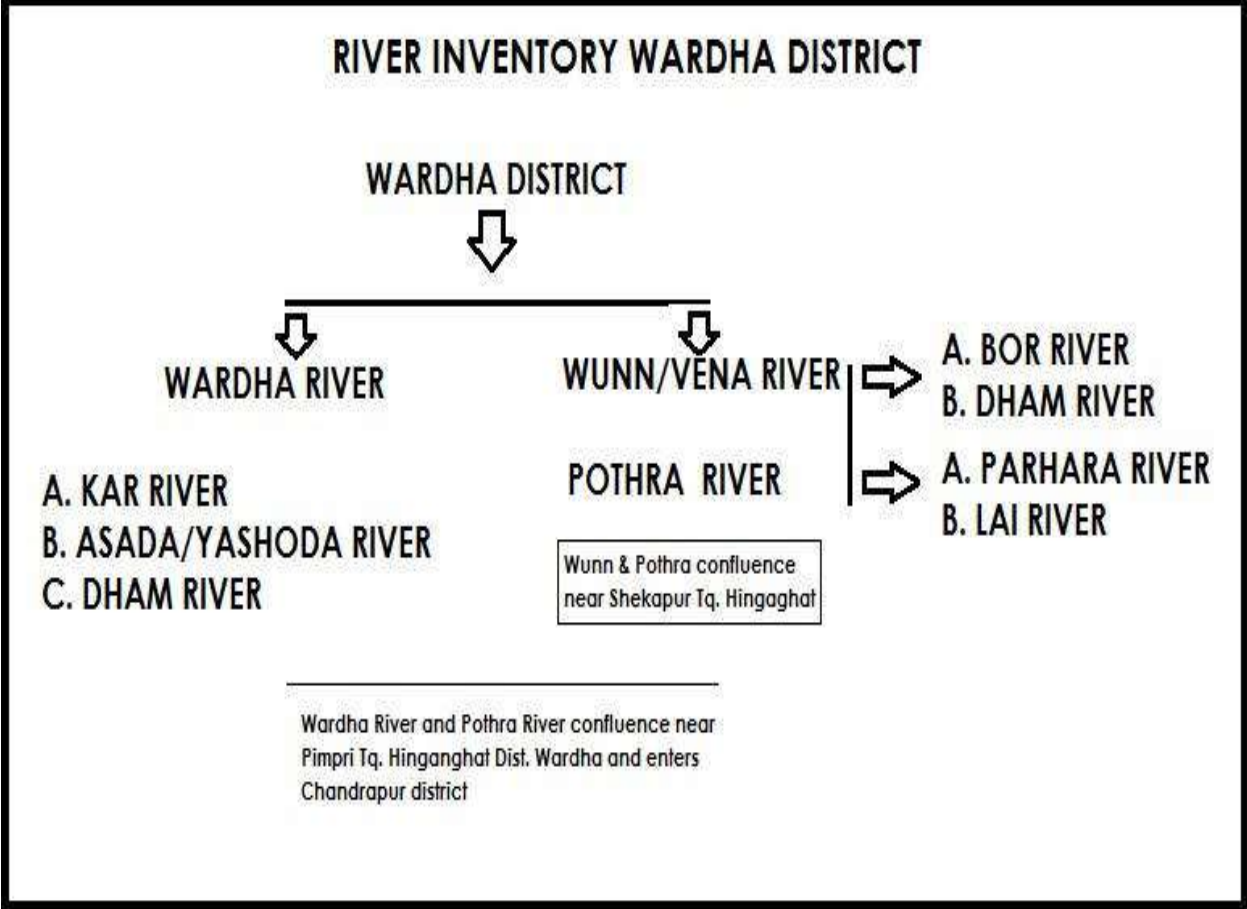 RIVER INVENTORY WARDHA DISTRICT
WARDHA DISTRICT
WARDHA RIVER
A. KAR RIVER
B. ASADA/YASHODA RIVER
C. DHAM RIVER
WUNN/VENA RIVER
A. BOR RIVER
B. DHAM RIVER
POTHRA RIVER
A. PARHARA RIVER
B. LAI RIVER
Wunn & Pothra confluence
near Shekapur Tq. Hingaghat
Wardha River and Pothra River confluence near
Pimpri Tq. Hinganghat Dist. Wardha and enters
Chandrapur district